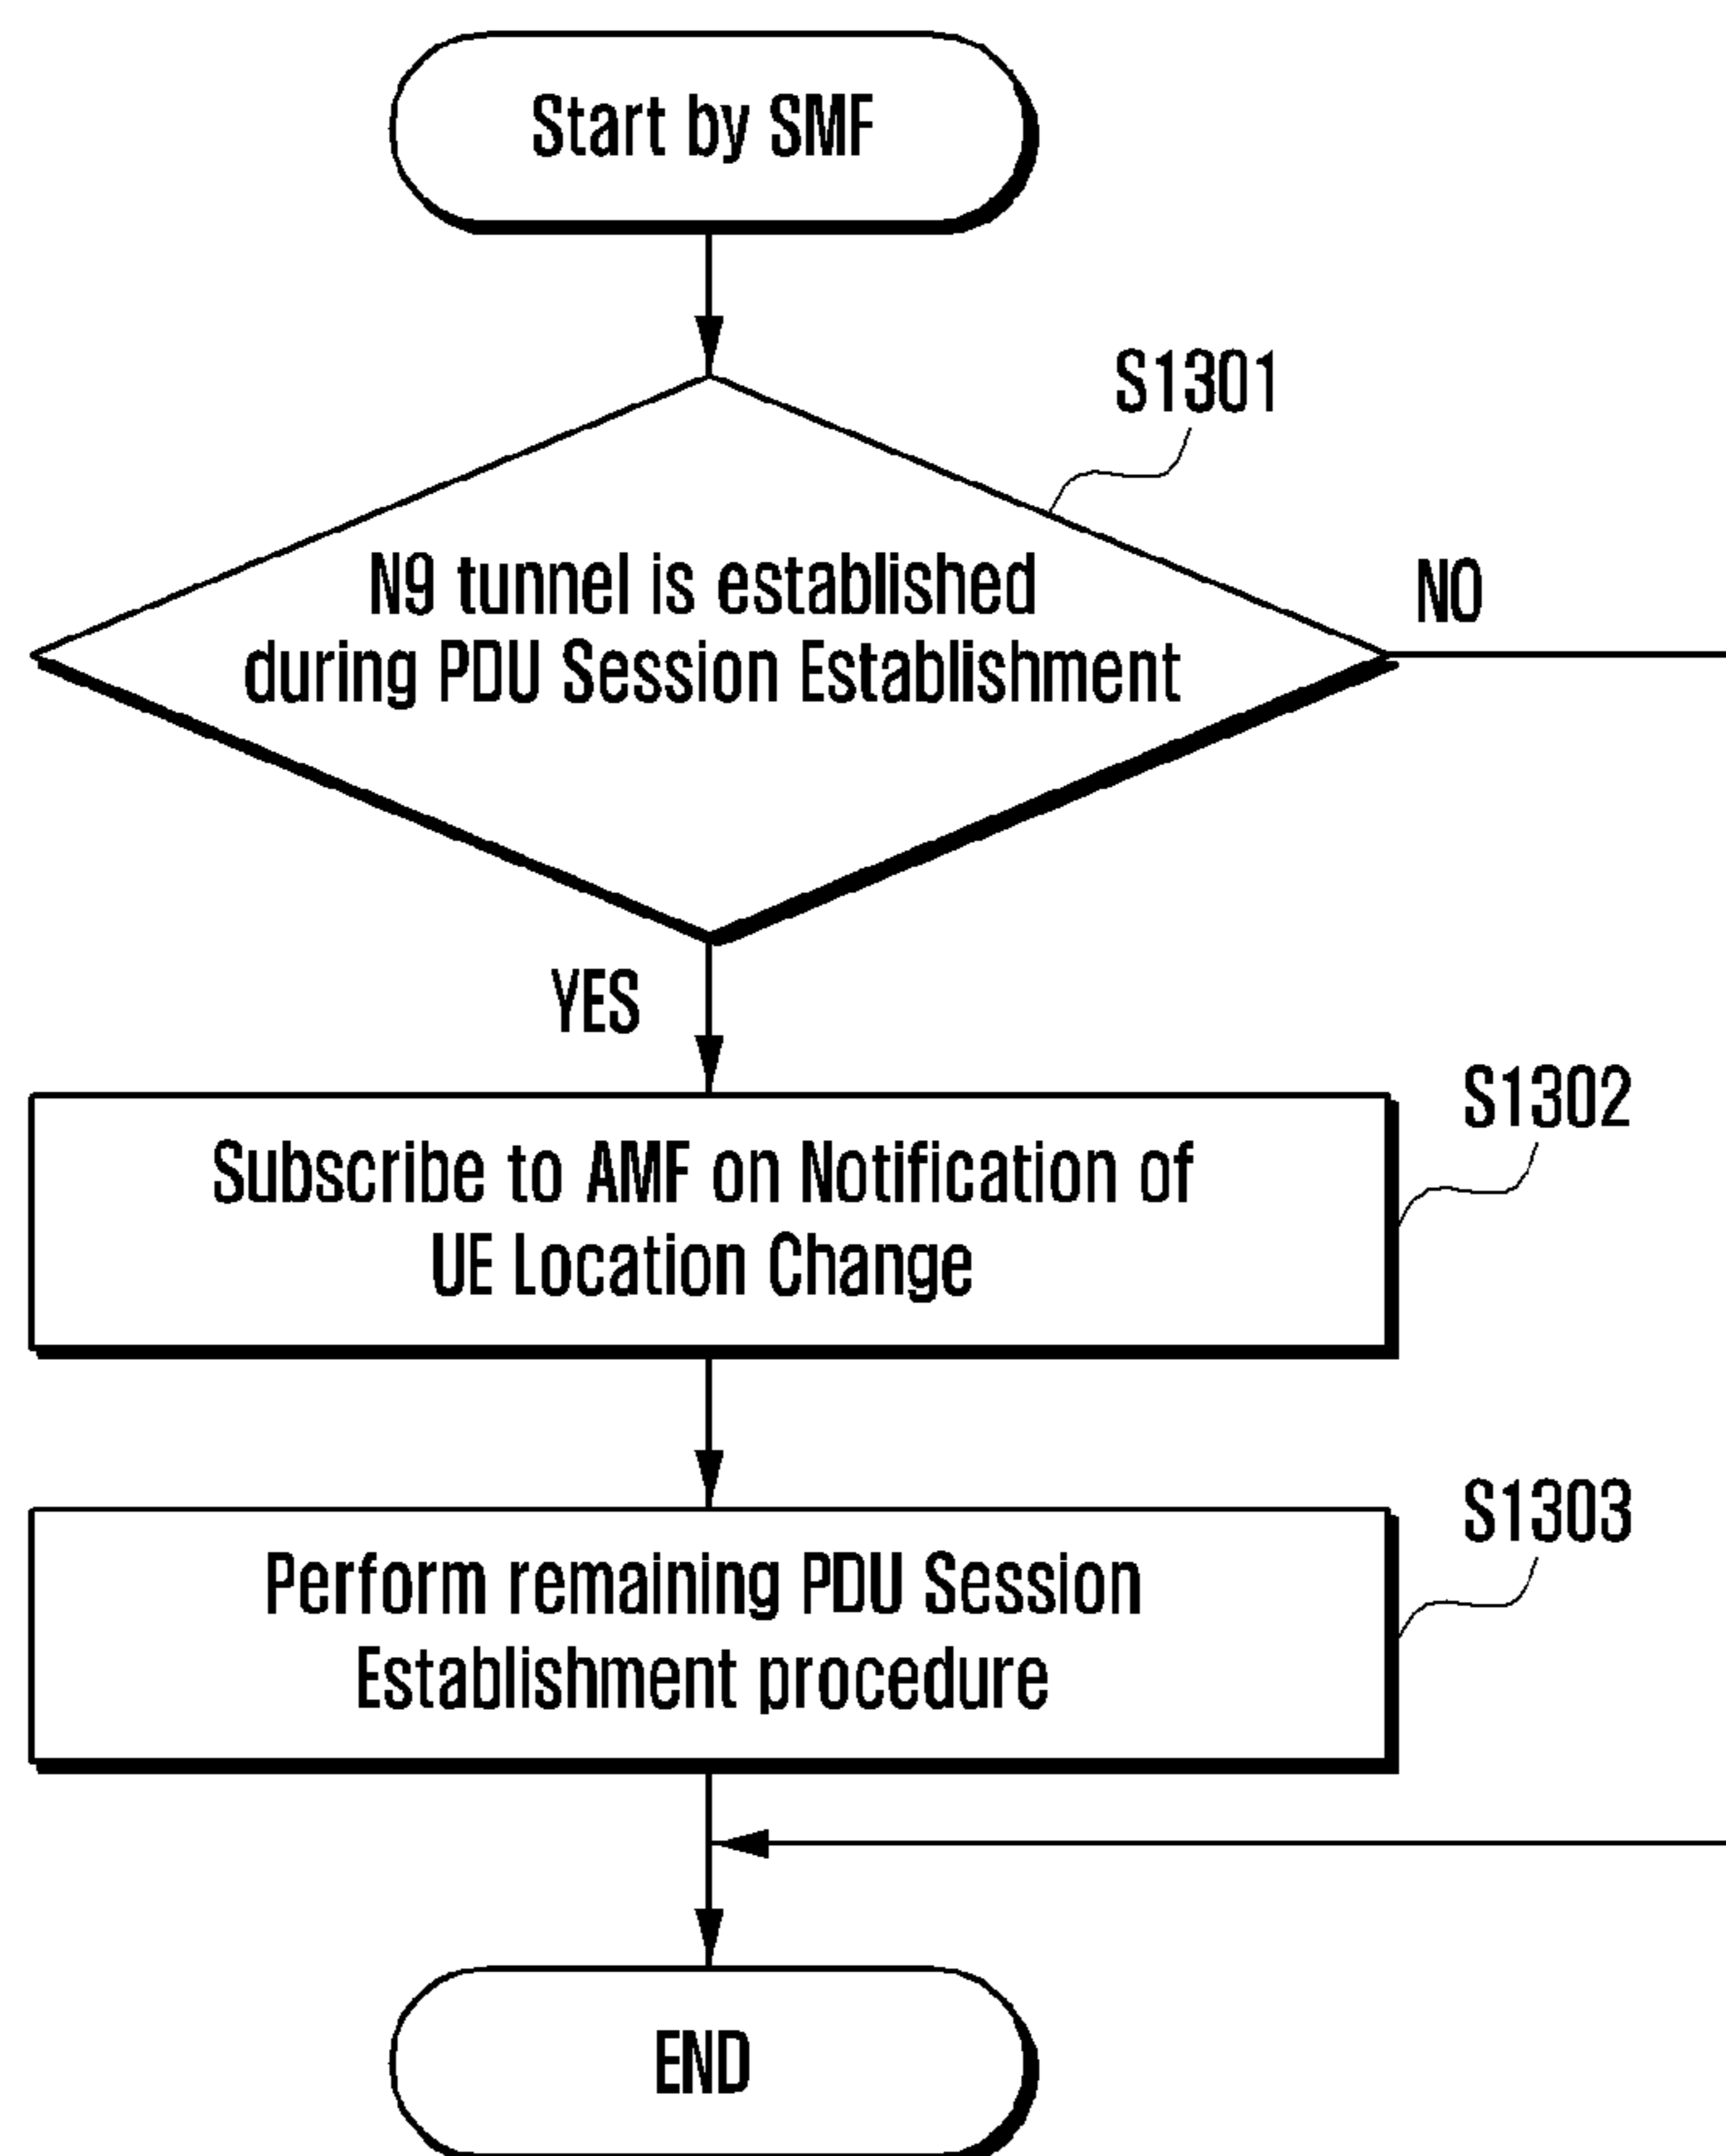 Start by SMF
S1301
N9 tunnel is established
during PDU Session Establishment
NO
YES
S1302
Subscribe to AMF on Notification of
UE Location Change
S1303
Perform remaining PDU Session
Establishment procedure
END